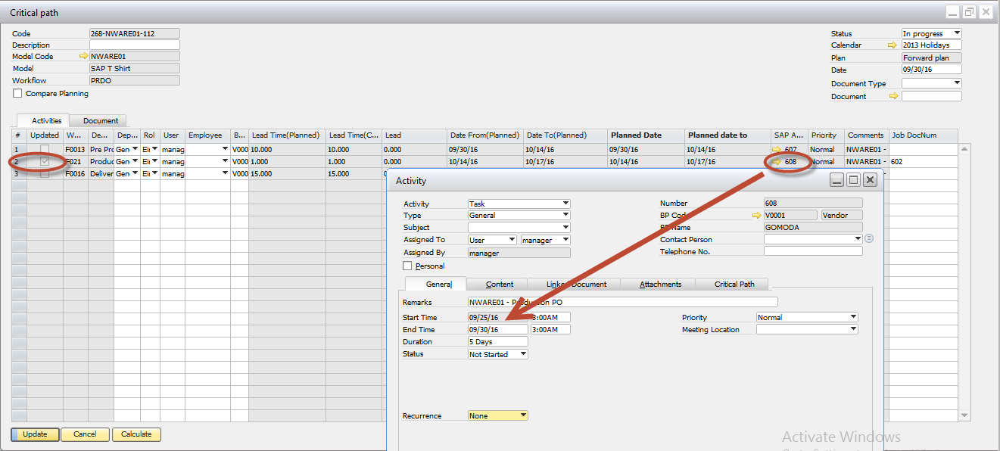 Critical path
Code 268-NWARE01-112
Description
Model Code NWARE01
Model SAP T Shirt
Workflow PRDO
Compare Planning
Status In progress
Calendar 2013 Holidays
Plan Forward plan
Date 09/30/16
Document Type
Document
Activities Document
# Updated W... De... Dep... Rol User Employee B... Lead Time(Planned) Lead Time(C... Lead Date From(Planned) Date To(Planned) Planned Date Planned date to SAP A... Priority Comments Job DocNum
1 F0013 Pre Pro Gen Eir manag V000 10.000 10.000 0.000 09/30/16 10/14/16 09/30/16 10/14/16 607 Normal NWARE01 -
2 F021 Produc Gen Eir manag V000 1.000 1.000 0.000 10/14/16 10/17/16 10/14/16 10/17/16 608 Normal NWARE01 - 602
3 F0016 Deliver Gen Eir manag V000 15.000 15.000
Activity
Activity Task
Type General
Subject
Assigned To User manager
Assigned By manager
Personal
Number 608
BP Code V0001 Vendor
BP Name GOMODA
Contact Person
Telephone No.
General Content Linked Document Attachments Critical Path
Remarks NWARE01 - Production PO
Start Time 09/25/16 3:00AM
End Time 09/30/16 3:00AM
Duration 5 Days
Status Not Started
Priority Normal
Meeting Location
Recurrence None
Update Cancel Calculate
Activate Windows